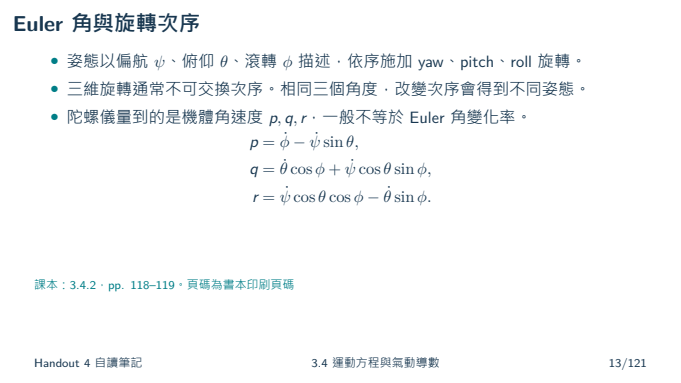 Euler 角與旋轉次序
• 姿態以偏航 ψ、俯仰 θ、滾轉 ϕ 描述，依序施加 yaw、pitch、roll 旋轉。
• 三維旋轉通常不可交換次序。相同三個角度，改變次序會得到不同姿態。
• 陀螺儀量到的是機體角速度 p, q, r，一般不等於 Euler 角變化率。
p = ϕ̇ − ψ̇ sin θ,
q = θ̇ cos ϕ + ψ̇ cos θ sin ϕ,
r = ψ̇ cos θ cos ϕ − θ̇ sin ϕ.
課本：3.4.2，pp. 118–119。頁碼為書本印刷頁碼
Handout 4 自讀筆記
3.4 運動方程與氣動導數
13/121